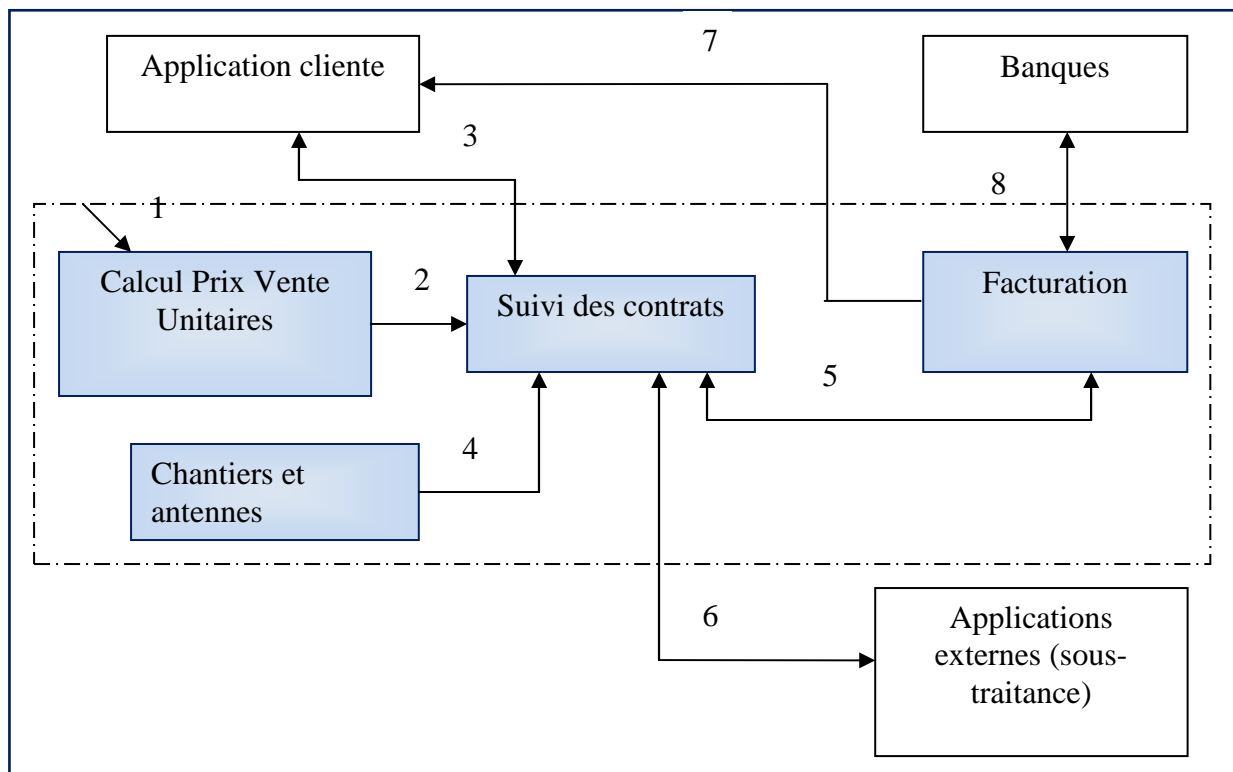 7
Application cliente
Banques
3
8
1
Calcul Prix Vente
Unitaires
2
Suivi des contrats
Facturation
5
Chantiers et
antennes
4
6
Applications
externes (sous-
traitance)